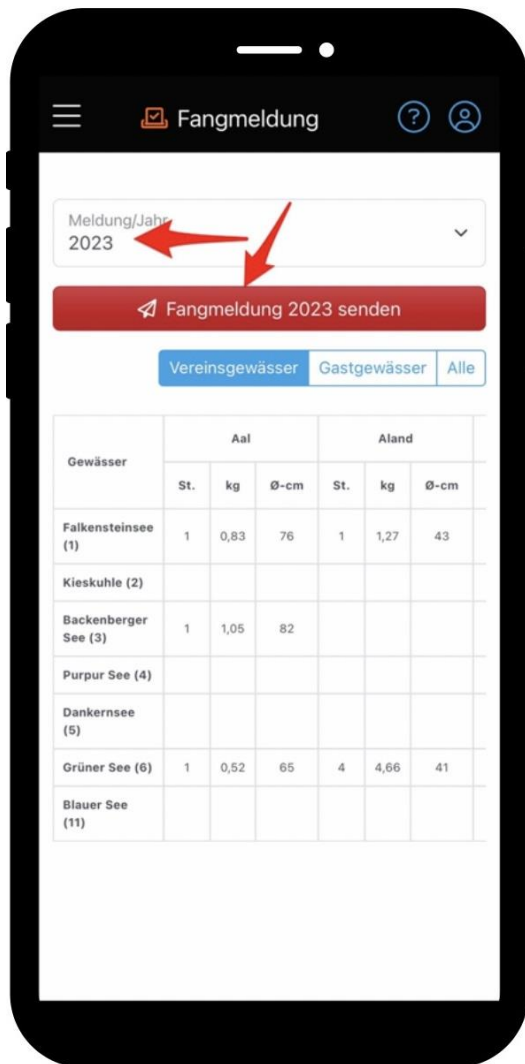 Fangmeldung
?
Meldung/Jahr
2023
Fangmeldung 2023 senden
Vereinsgewässer Gastgewässer Alle
Gewässer Aal Aland
St. kg Ø-cm St. kg Ø-cm
Falkensteinsee
(1) 1 0,83 76 1 1,27 43
Kieskuhle (2)
Backenberger
See (3) 1 1,05 82
Purpur See (4)
Dankernsee
(5)
Grüner See (6) 1 0,52 65 4 4,66 41
Blauer See
(11)